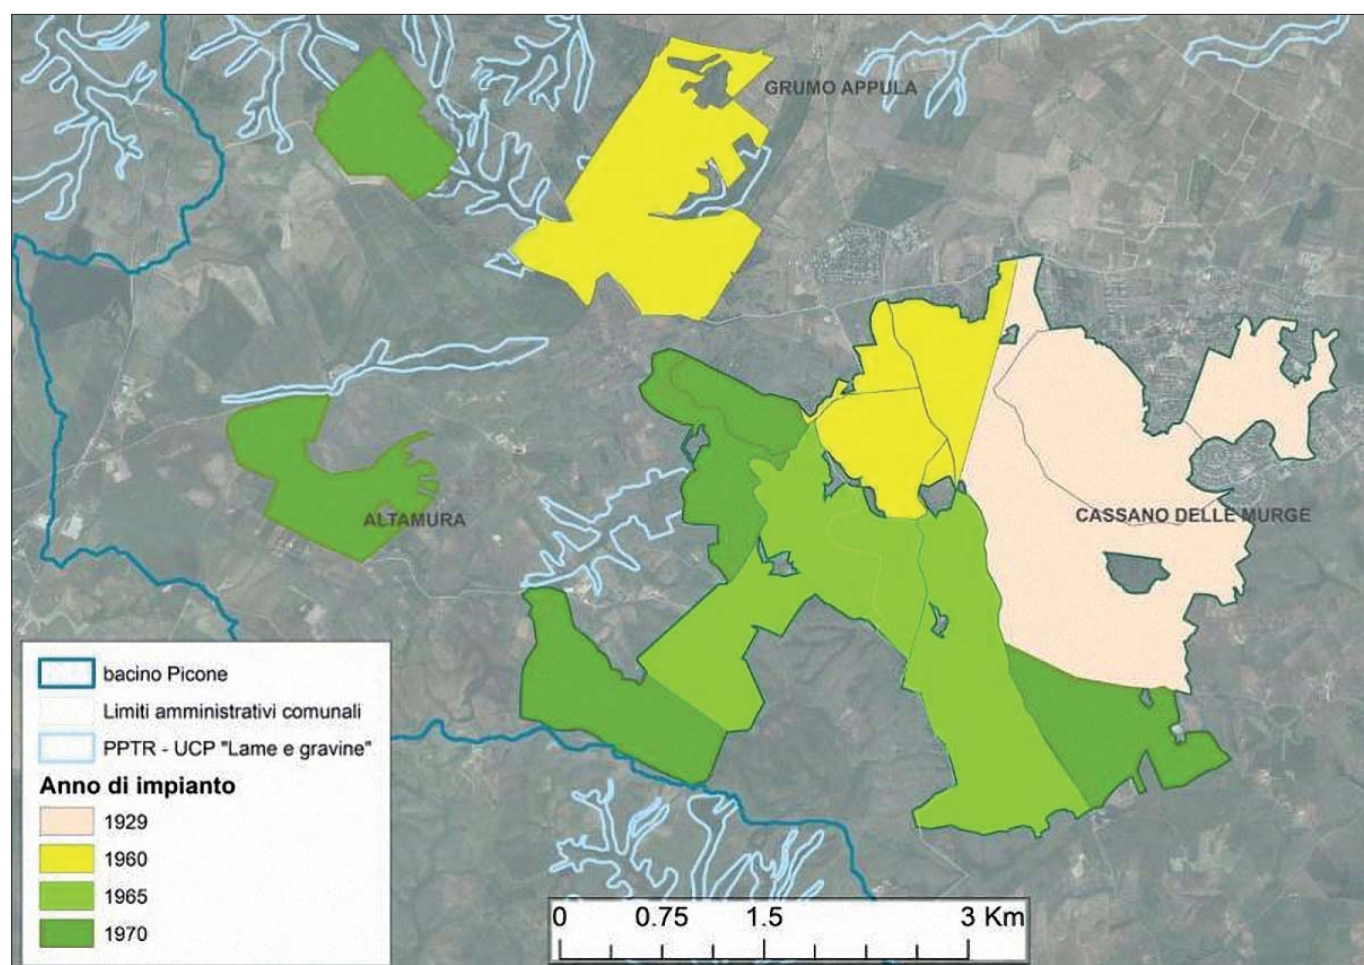 GRUMO APPULA
ALTAMURA
CASSANO DELLE MURGE
bacino Picone
Limiti amministrativi comunali
PPTR - UCP "Lame e gravine"
Anno di impianto
1929
1960
1965
1970
0 0.75 1.5 3 Km